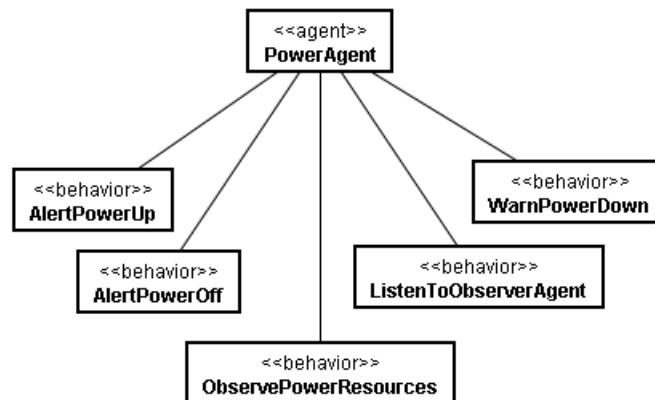 <<agent>>
PowerAgent
<<behavior>>
AlertPowerUp
<<behavior>>
WarnPowerDown
<<behavior>>
AlertPowerOff
<<behavior>>
ListenToObserverAgent
<<behavior>>
ObservePowerResources